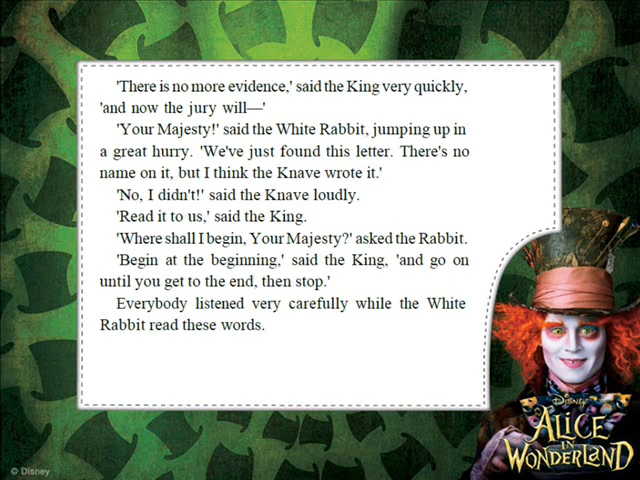 'There is no more evidence,' said the King very quickly,
'and now the jury will—'
'Your Majesty!' said the White Rabbit, jumping up in
a great hurry. 'We've just found this letter. There's no
name on it, but I think the Knave wrote it.'
'No, I didn't!' said the Knave loudly.
'Read it to us,' said the King.
'Where shall I begin, Your Majesty?' asked the Rabbit.
'Begin at the beginning,' said the King, 'and go on
until you get to the end, then stop.'
Everybody listened very carefully while the White
Rabbit read these words.
DISNEY
ALICE
IN
WONDERLAND
© Disney